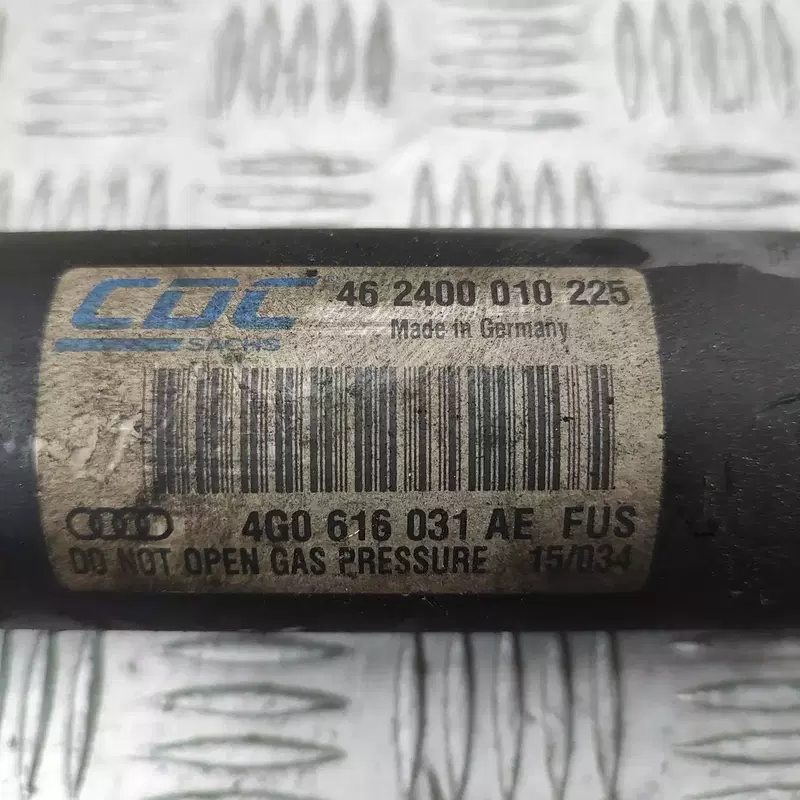 CDC 46 2400 010 225
SACHS Made in Germany
4G0 616 031 AE FUS
DO NOT OPEN GAS PRESSURE 15/034